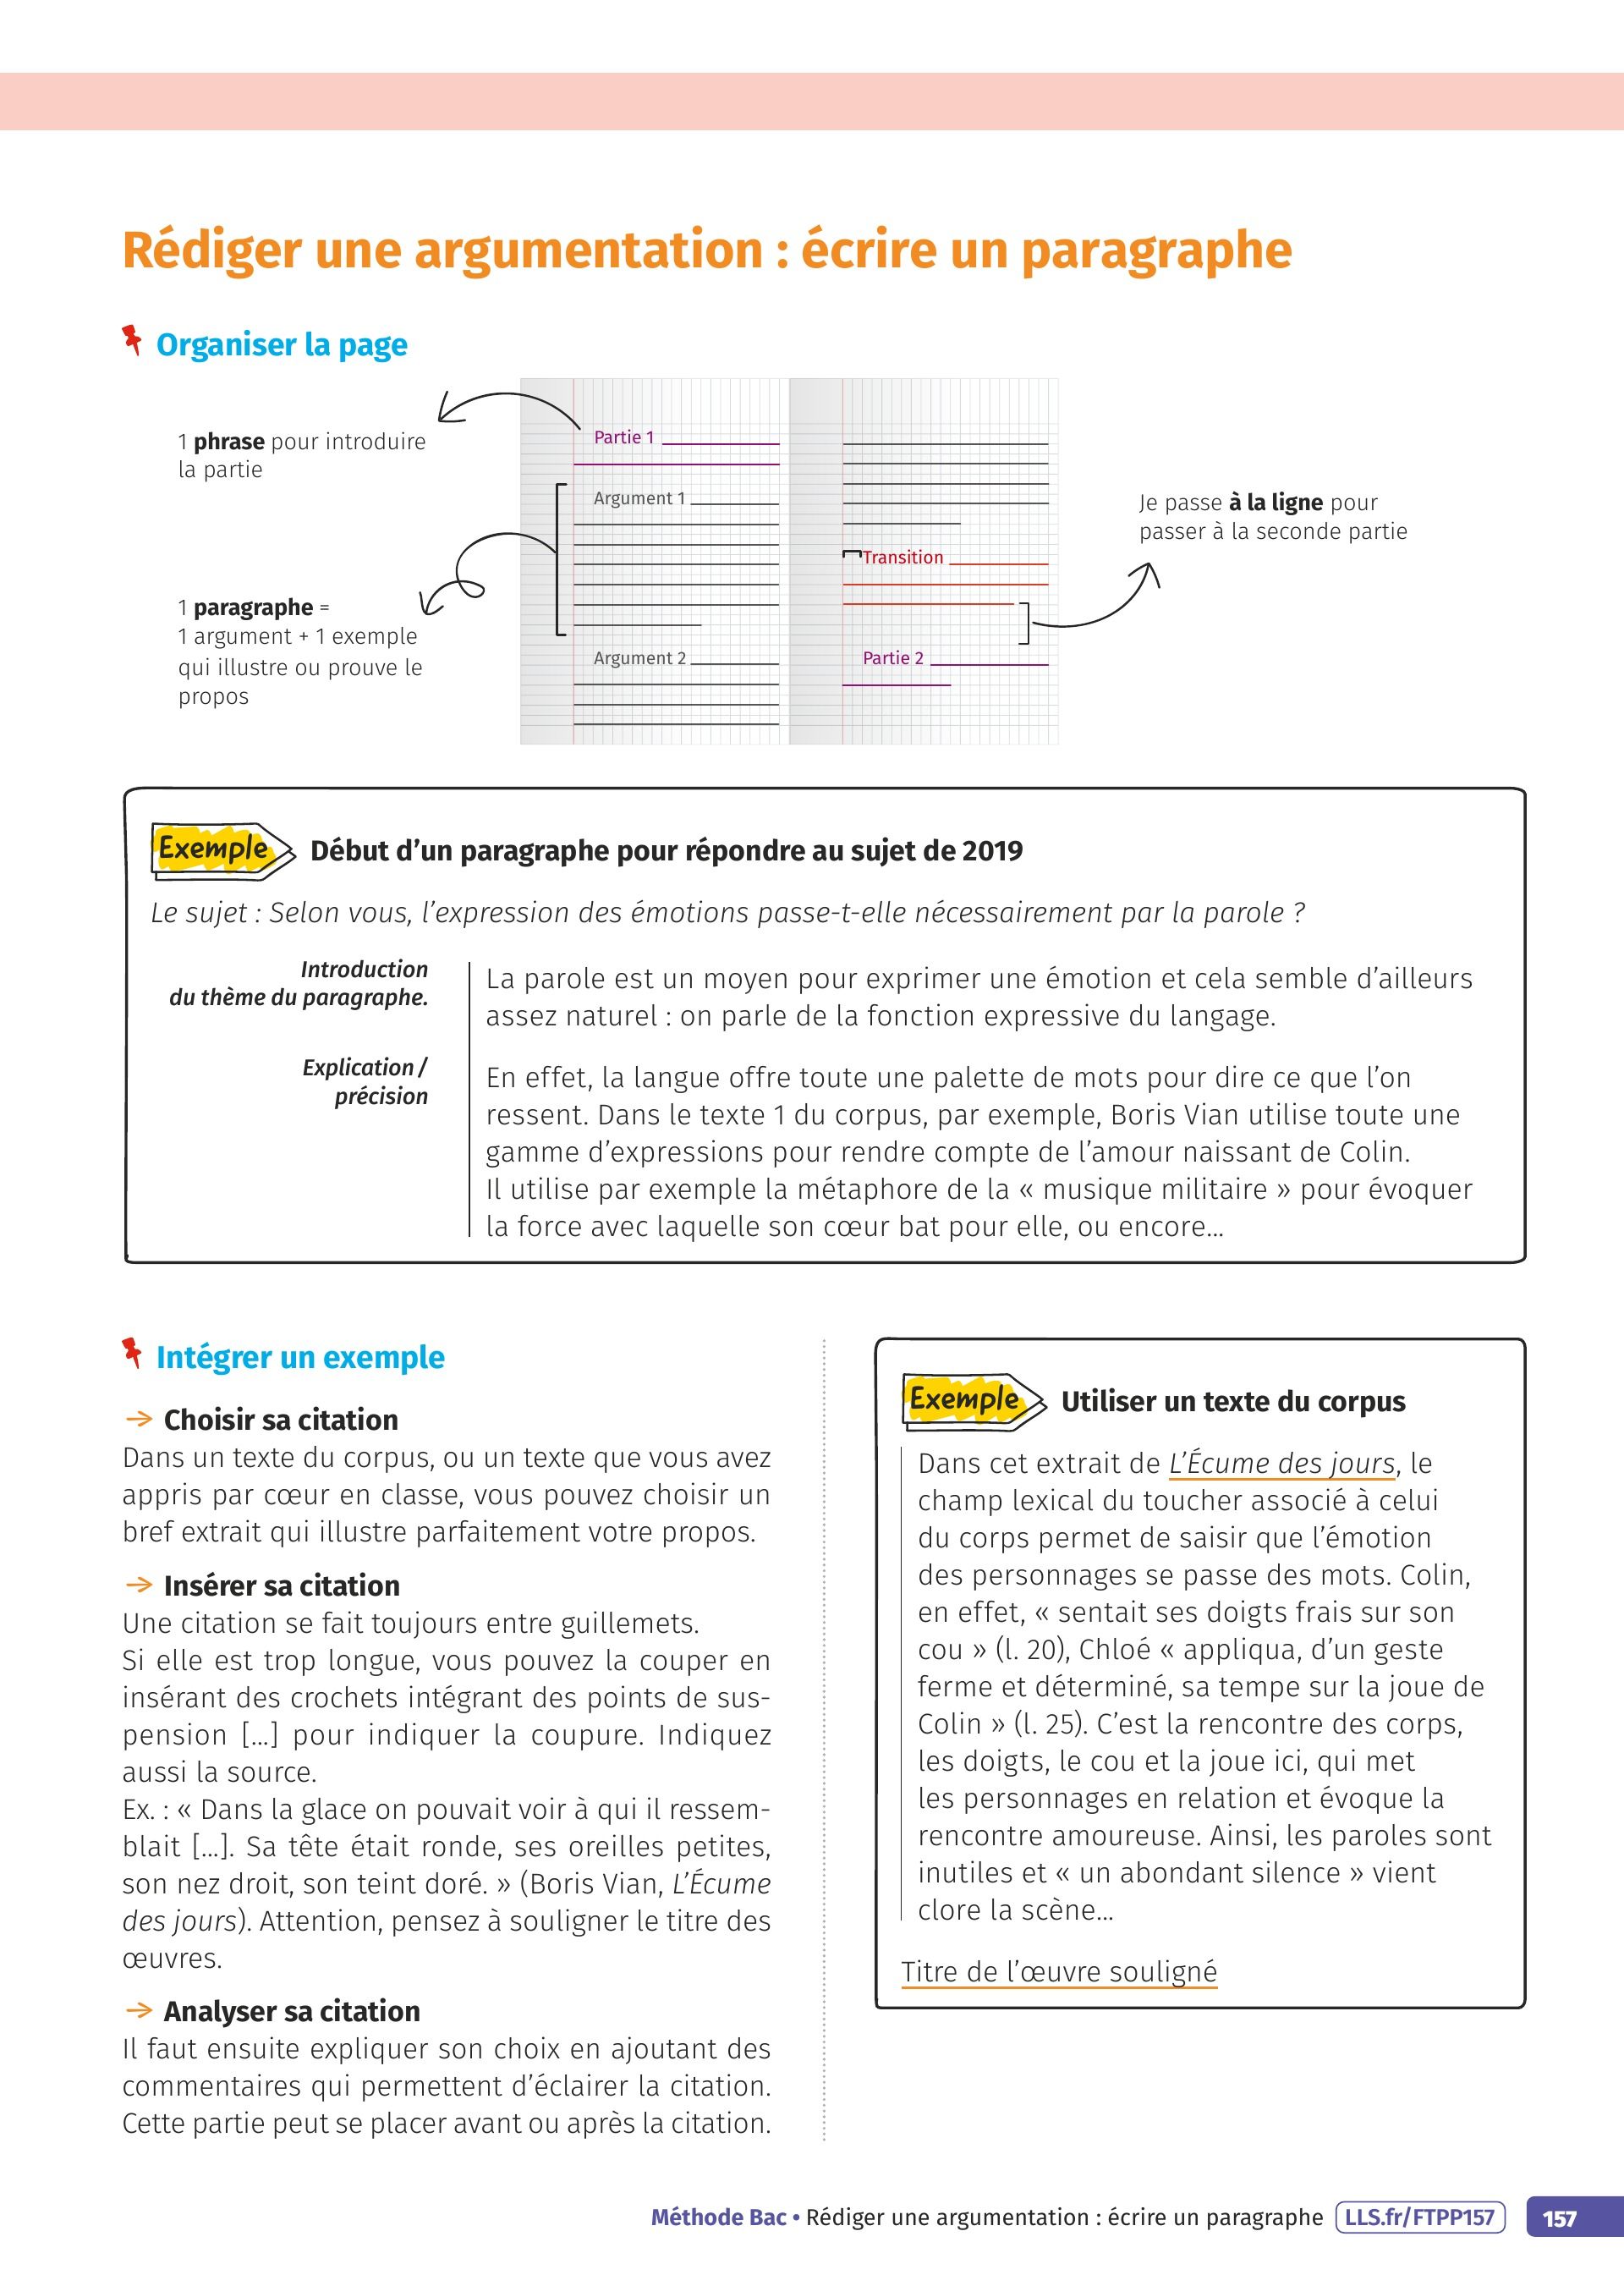 Rédiger une argumentation : écrire un paragraphe
Organiser la page
1 phrase pour introduire
la partie
1 paragraphe =
1 argument + 1 exemple
qui illustre ou prouve le
propos
Partie 1
Argument 1
Argument 2
Transition
Partie 2
Je passe à la ligne pour
passer à la seconde partie
Exemple Début d’un paragraphe pour répondre au sujet de 2019
Le sujet : Selon vous, l’expression des émotions passe-t-elle nécessairement par la parole ?
Introduction
du thème du paragraphe.
La parole est un moyen pour exprimer une émotion et cela semble d’ailleurs
assez naturel : on parle de la fonction expressive du langage.
Explication /
précision
En effet, la langue offre toute une palette de mots pour dire ce que l’on
ressent. Dans le texte 1 du corpus, par exemple, Boris Vian utilise toute une
gamme d’expressions pour rendre compte de l’amour naissant de Colin.
Il utilise par exemple la métaphore de la « musique militaire » pour évoquer
la force avec laquelle son cœur bat pour elle, ou encore…
Intégrer un exemple
→ Choisir sa citation
Dans un texte du corpus, ou un texte que vous avez
appris par cœur en classe, vous pouvez choisir un
bref extrait qui illustre parfaitement votre propos.
→ Insérer sa citation
Une citation se fait toujours entre guillemets.
Si elle est trop longue, vous pouvez la couper en
insérant des crochets intégrant des points de sus-
pension […] pour indiquer la coupure. Indiquez
aussi la source.
Ex. : « Dans la glace on pouvait voir à qui il ressem-
blait […]. Sa tête était ronde, ses oreilles petites,
son nez droit, son teint doré. » (Boris Vian, L’Écume
des jours). Attention, pensez à souligner le titre des
œuvres.
→ Analyser sa citation
Il faut ensuite expliquer son choix en ajoutant des
commentaires qui permettent d’éclairer la citation.
Cette partie peut se placer avant ou après la citation.
Exemple Utiliser un texte du corpus
Dans cet extrait de L’Écume des jours, le
champ lexical du toucher associé à celui
du corps permet de saisir que l’émotion
des personnages se passe des mots. Colin,
en effet, « sentait ses doigts frais sur son
cou » (l. 20), Chloé « appliqua, d’un geste
ferme et déterminé, sa tempe sur la joue de
Colin » (l. 25). C’est la rencontre des corps,
les doigts, le cou et la joue ici, qui met
les personnages en relation et évoque la
rencontre amoureuse. Ainsi, les paroles sont
inutiles et « un abondant silence » vient
clore la scène…
Titre de l’œuvre souligné
Méthode Bac • Rédiger une argumentation : écrire un paragraphe LLS.fr/FTPP157 157